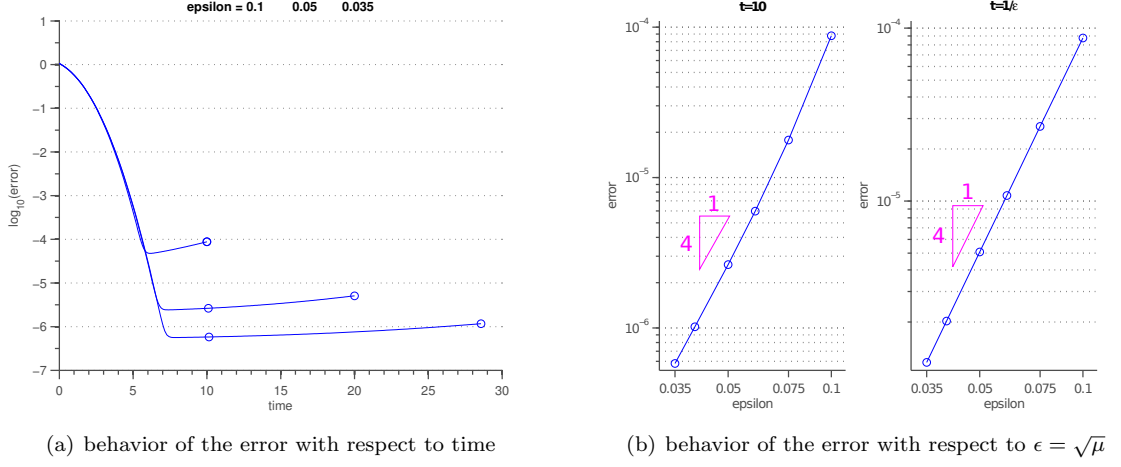 epsilon = 0.1 0.05 0.035
1
0
−1
−2
−3
−4
−5
−6
−7
log10(error)
0 5 10 15 20 25 30
time
(a) behavior of the error with respect to time
t=10
10−4
10−5
10−6
error
1
4
0.035 0.05 0.075 0.1
epsilon
t=1/ε
10−4
10−5
error
1
4
0.035 0.05 0.075 0.1
epsilon
(b) behavior of the error with respect to ϵ = √μ